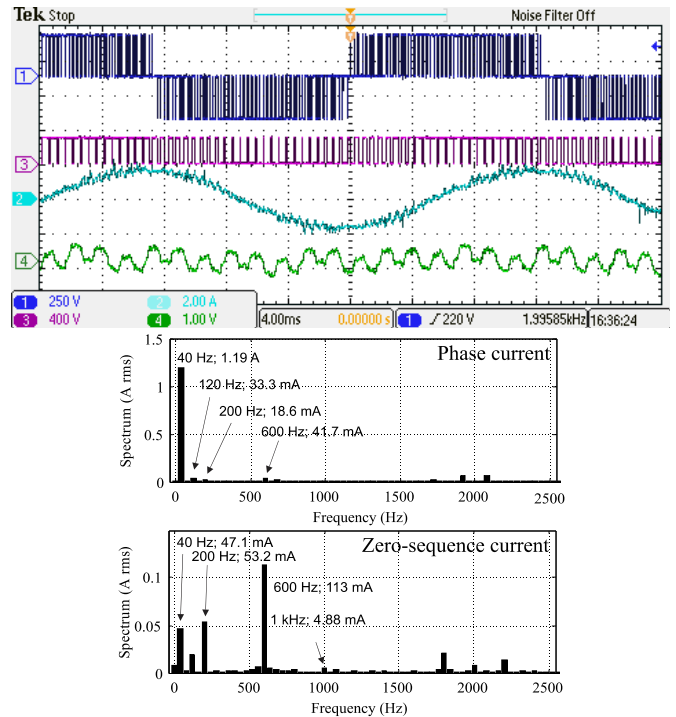 Tek Stop Noise Filter Off
1
3
2
4
1 250 V 2 2.00 A
3 400 V 4 1.00 V
4.00ms 0.00000 s
1 220 V 1.99585kHz
16:36:24
Phase current
Spectrum (A rms)
1.5
1
0.5
0
40 Hz; 1.19 A
120 Hz; 33.3 mA
200 Hz; 18.6 mA
600 Hz; 41.7 mA
0 500 1000 1500 2000 2500
Frequency (Hz)
Zero-sequence current
Spectrum (A rms)
0.1
0.05
0
40 Hz; 47.1 mA
200 Hz; 53.2 mA
600 Hz; 113 mA
1 kHz; 4.88 mA
0 500 1000 1500 2000 2500
Frequency (Hz)